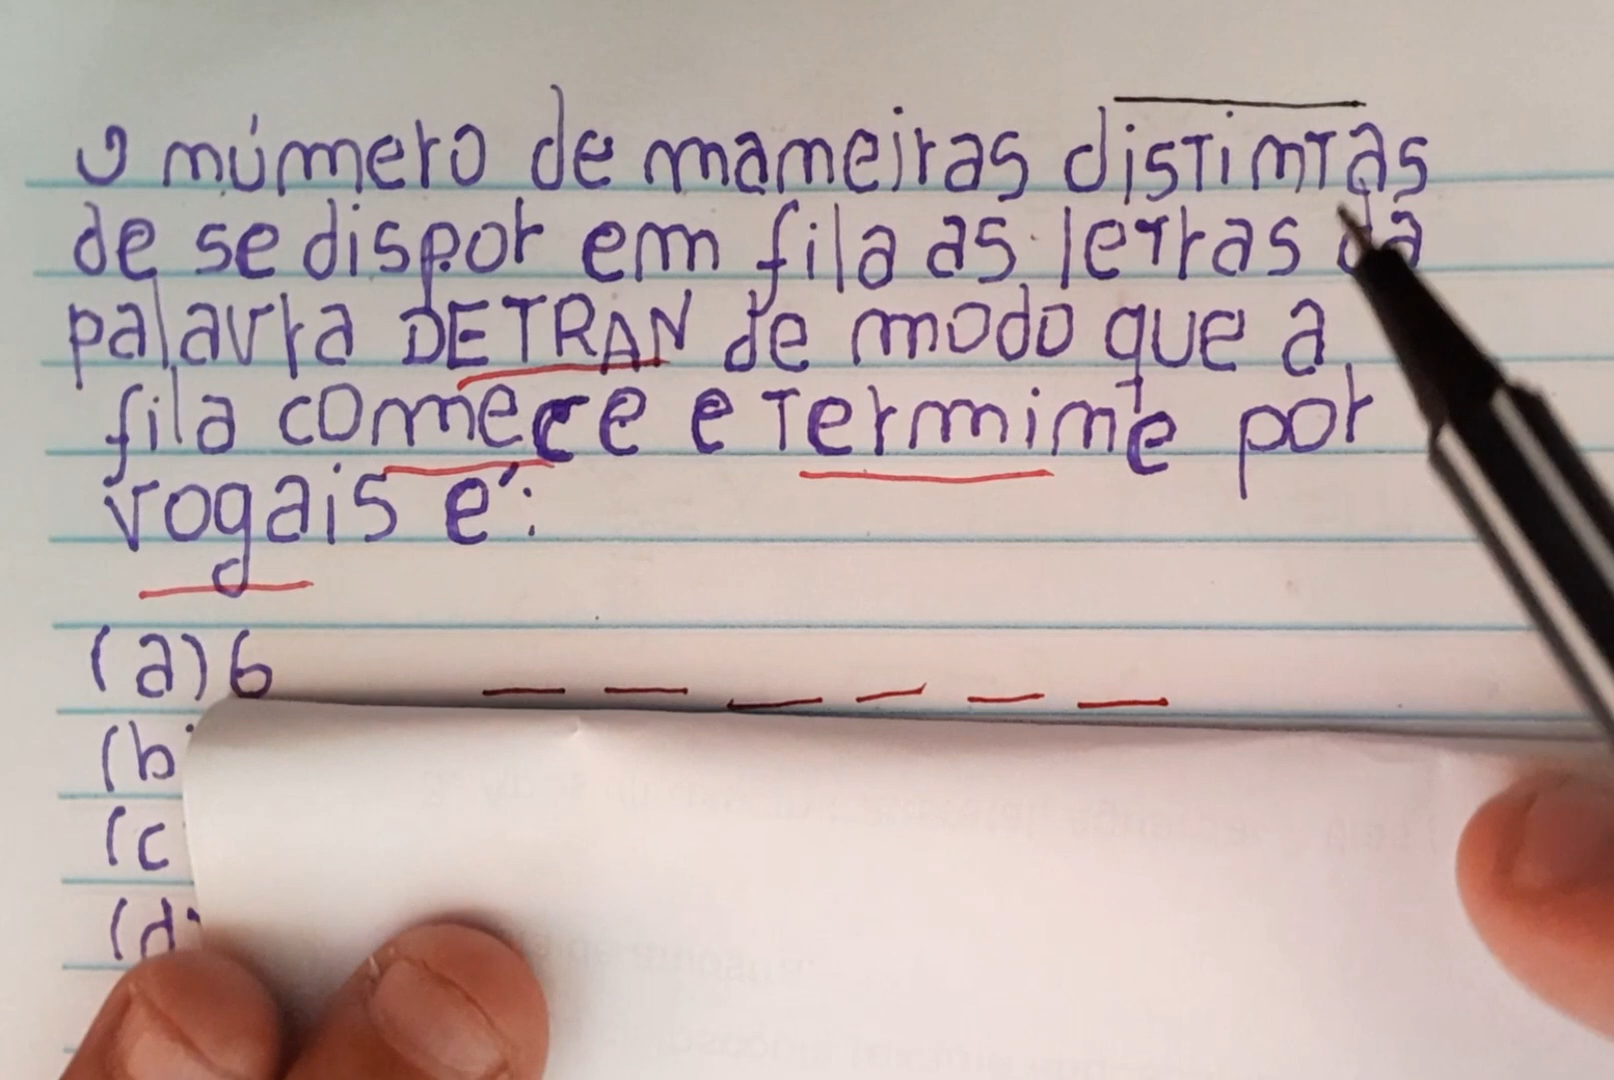 O número de maneiras distintas
de se dispor em fila as letras da
palavra DETRAN de modo que a
fila comece e termine por
vogais é:
(a) 6
(b
(c
(d